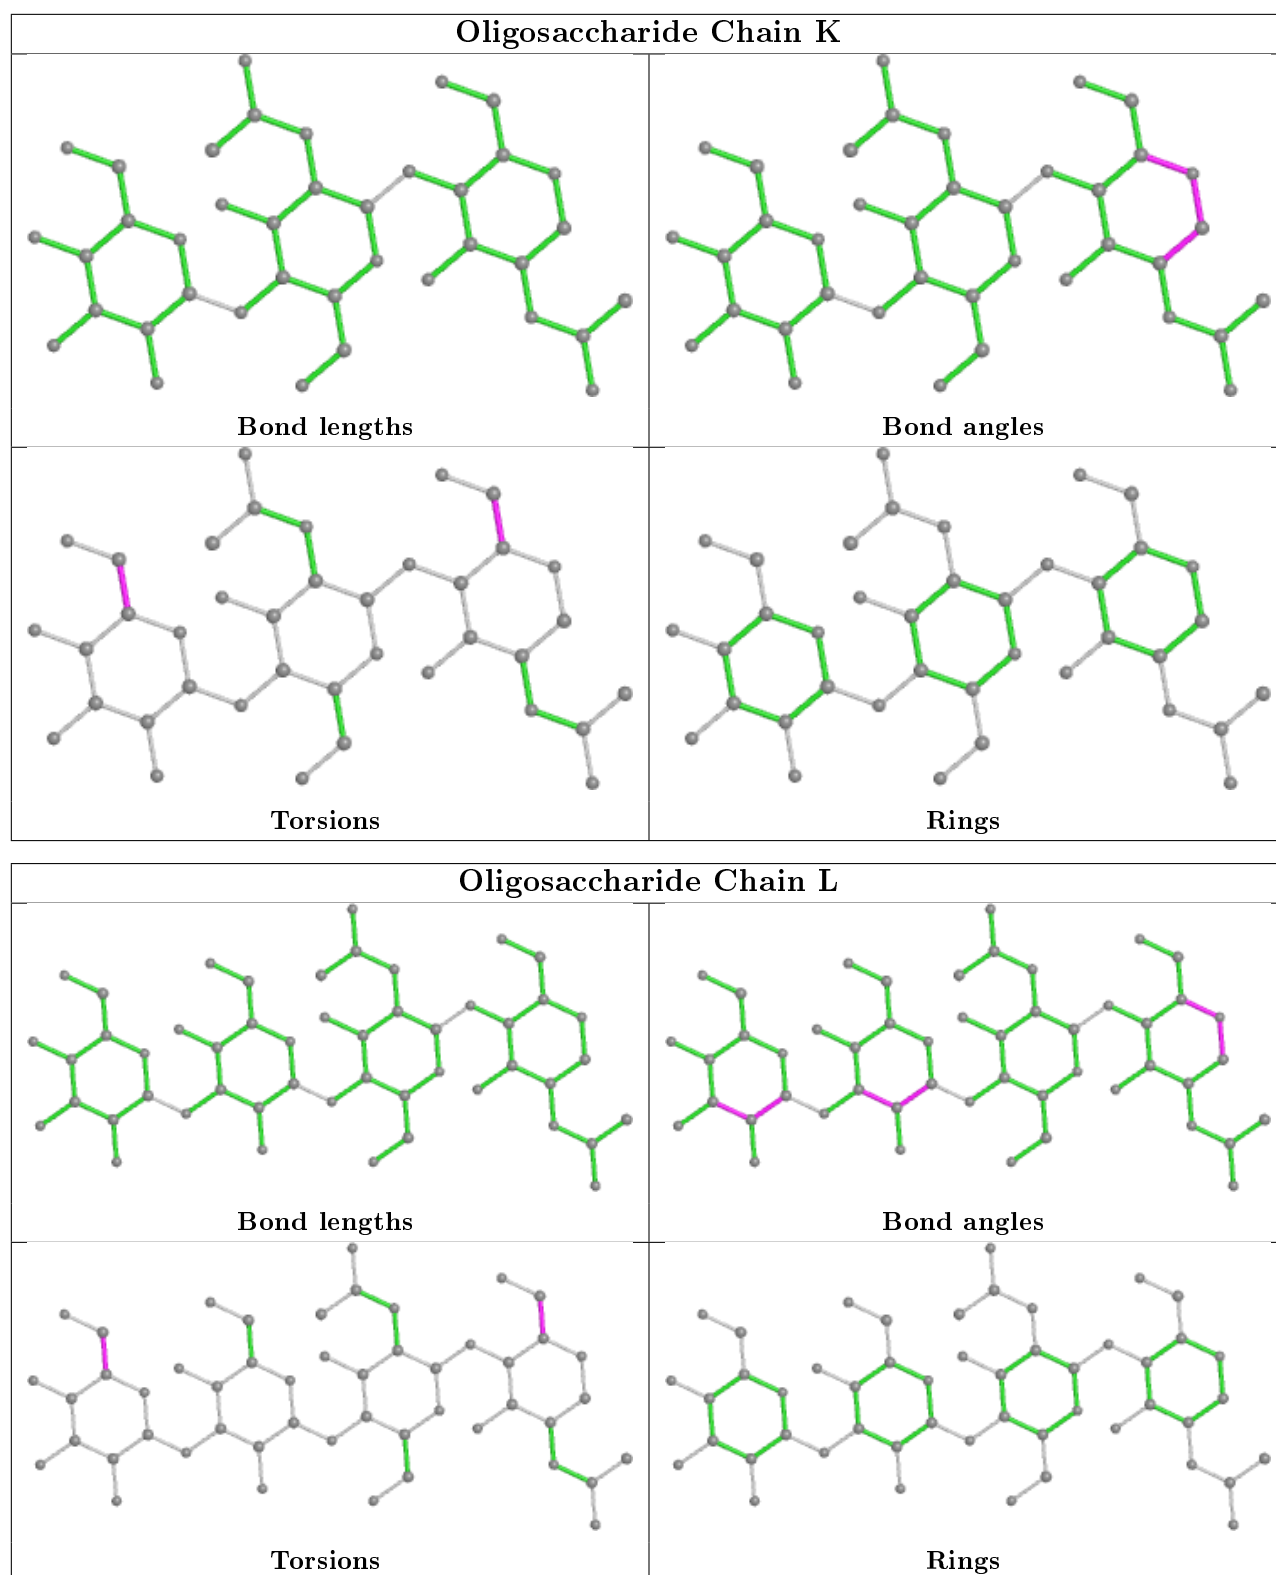 Oligosaccharide Chain K
Bond lengths
Bond angles
Torsions
Rings
Oligosaccharide Chain L
Bond lengths
Bond angles
Torsions
Rings